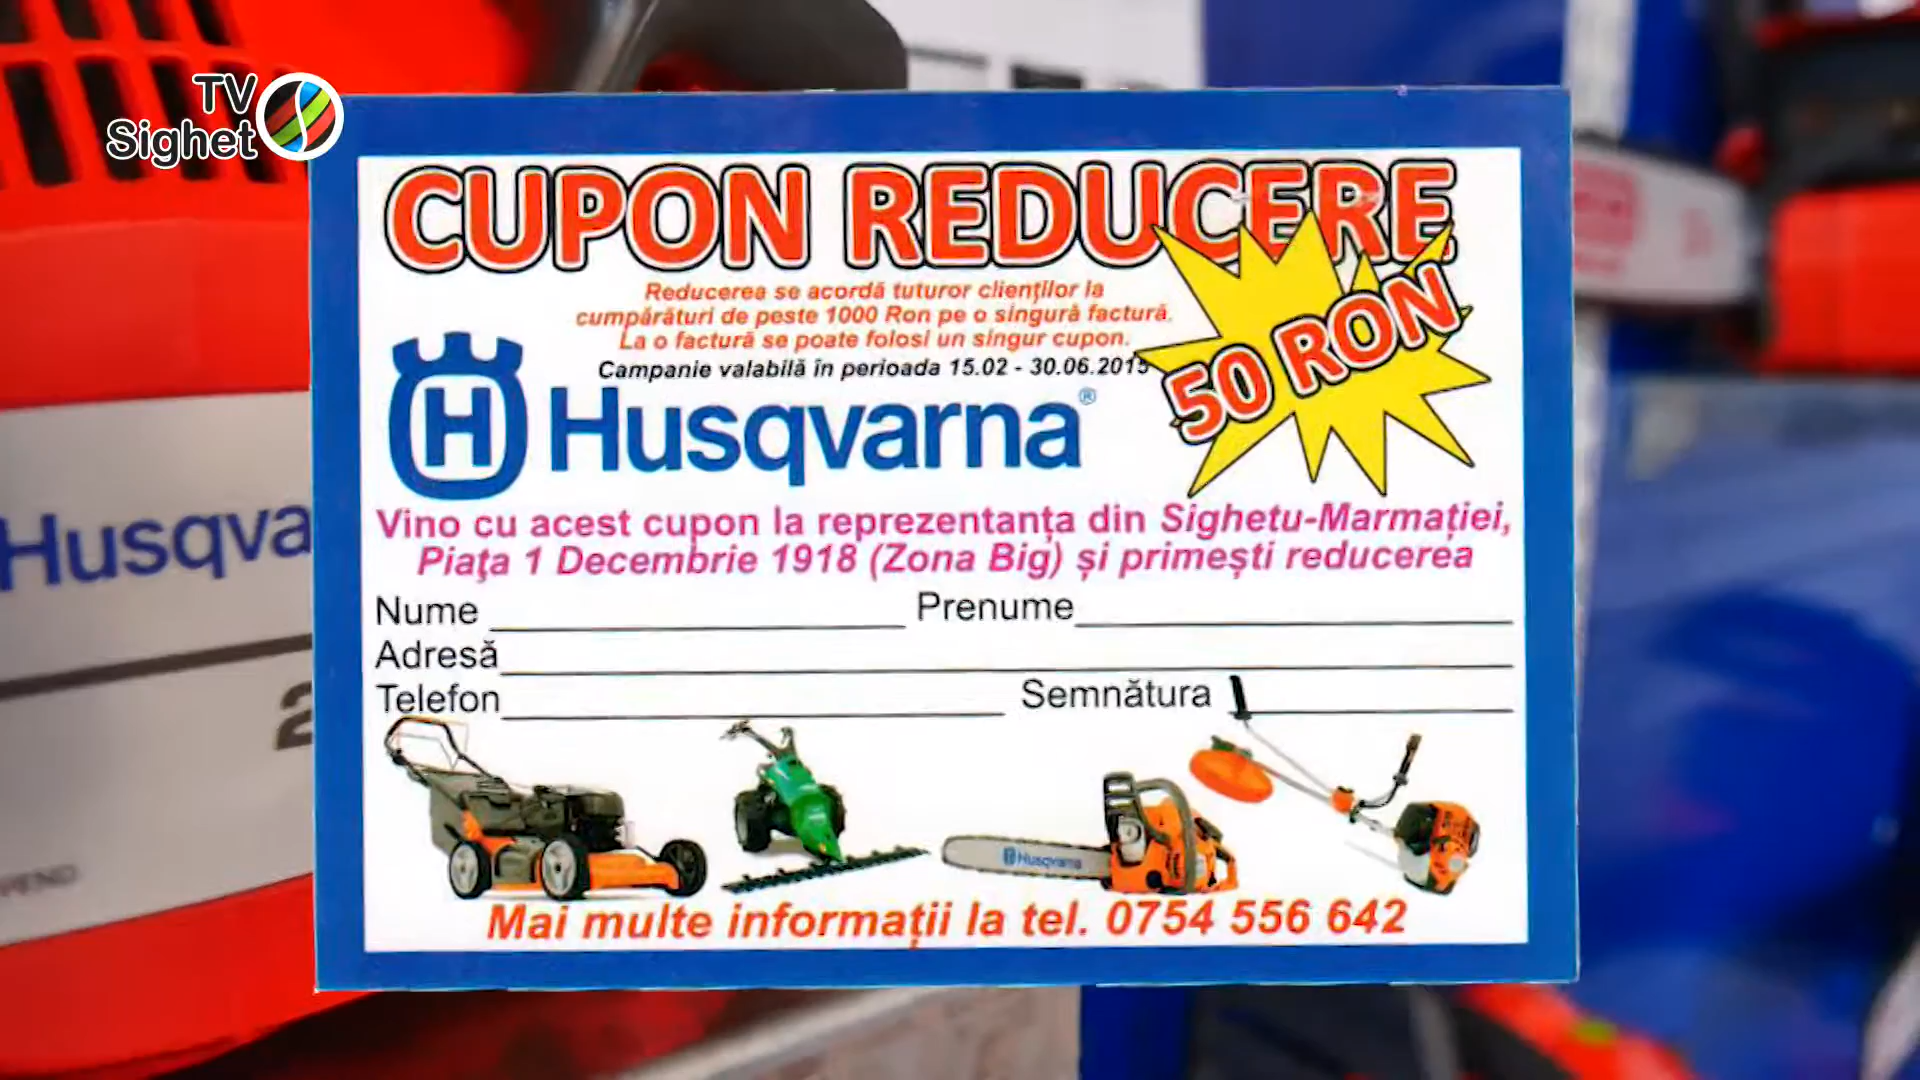 TV
Sighet
CUPON REDUCERE
Reducerea se acordă tuturor clienţilor la
cumpărături de peste 1000 Ron pe o singură factură.
La o factură se poate folosi un singur cupon.
Campanie valabilă în perioada 15.02 - 30.06.2015
50 RON
H Husqvarna®
Vino cu acest cupon la reprezentanța din Sighetu-Marmației,
Piaţa 1 Decembrie 1918 (Zona Big) și primești reducerea
Nume Prenume
Adresă
Telefon Semnătura
Husqvarna
Mai multe informații la tel. 0754 556 642
Husqva
2